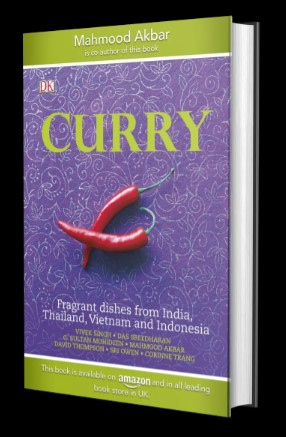 Mahmood Akbar
is co-author of this book
DK
CURRY
Fragrant dishes from India,
Thailand, Vietnam and Indonesia
VIVEK SINGH • DAS SREEDHARAN
C. SULTAN MOHIDEEN • MAHMOOD AKBAR
DAVID THOMPSON • SRI OWEN • CORINNE TRANG
This book is available on amazon and in all leading
book store in UK.